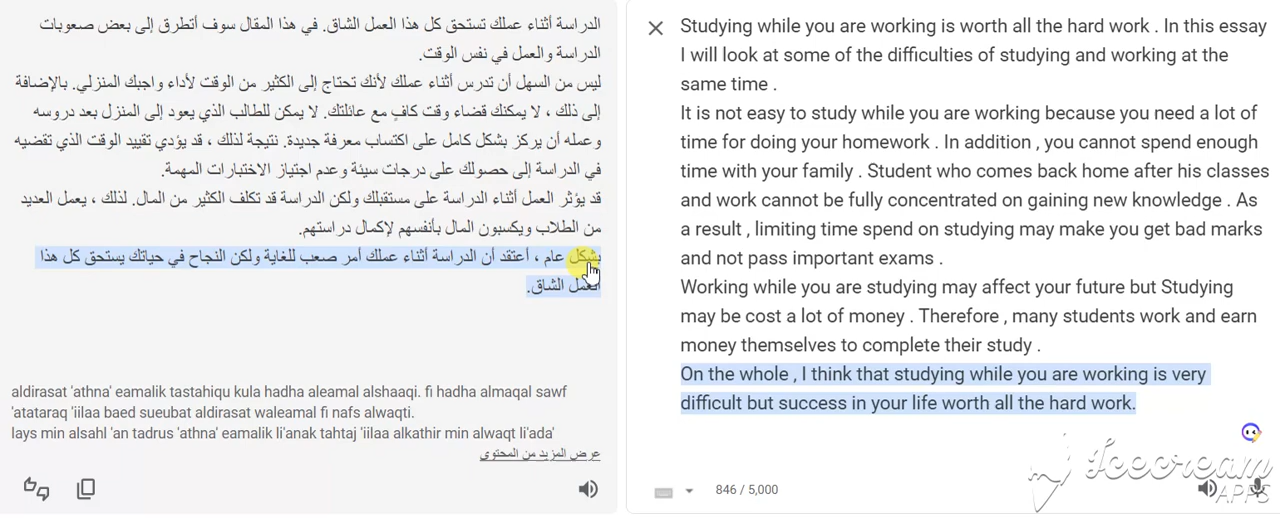 الدراسة أثناء عملك تستحق كل هذا العمل الشاق. في هذا المقال سوف أتطرق إلى بعض صعوبات
الدراسة والعمل في نفس الوقت.
ليس من السهل أن تدرس أثناء عملك لأنك تحتاج إلى الكثير من الوقت لأداء واجبك المنزلي. بالإضافة
إلى ذلك ، لا يمكنك قضاء وقت كافٍ مع عائلتك. لا يمكن للطالب الذي يعود إلى المنزل بعد دروسه
وعمله أن يركز بشكل كامل على اكتساب معرفة جديدة. نتيجة لذلك ، قد يؤدي تقييد الوقت الذي تقضيه
في الدراسة إلى حصولك على درجات سيئة وعدم اجتياز الاختبارات المهمة.
قد يؤثر العمل أثناء الدراسة على مستقبلك ولكن الدراسة قد تكلف الكثير من المال. لذلك ، يعمل العديد
من الطلاب ويكسبون المال بأنفسهم لإكمال دراستهم.
بشكل عام ، أعتقد أن الدراسة أثناء عملك أمر صعب للغاية ولكن النجاح في حياتك يستحق كل هذا
العمل الشاق.
aldirasat 'athna' eamalik tastahiqu kula hadha aleamal alshaaqi. fi hadha almaqal sawf
'atataraq 'iilaa baed sueubat aldirasat waleamal fi nafs alwaqti.
lays min alsahl 'an tadrus 'athna' eamalik li'anak tahtaj 'iilaa alkathir min alwaqt li'ada'
عرض المزيد من المحتوى
Studying while you are working is worth all the hard work . In this essay
I will look at some of the difficulties of studying and working at the
same time .
It is not easy to study while you are working because you need a lot of
time for doing your homework . In addition , you cannot spend enough
time with your family . Student who comes back home after his classes
and work cannot be fully concentrated on gaining new knowledge . As
a result , limiting time spend on studying may make you get bad marks
and not pass important exams .
Working while you are studying may affect your future but Studying
may be cost a lot of money . Therefore , many students work and earn
money themselves to complete their study .
On the whole , I think that studying while you are working is very
difficult but success in your life worth all the hard work.
846 / 5,000
Icecream
APPS